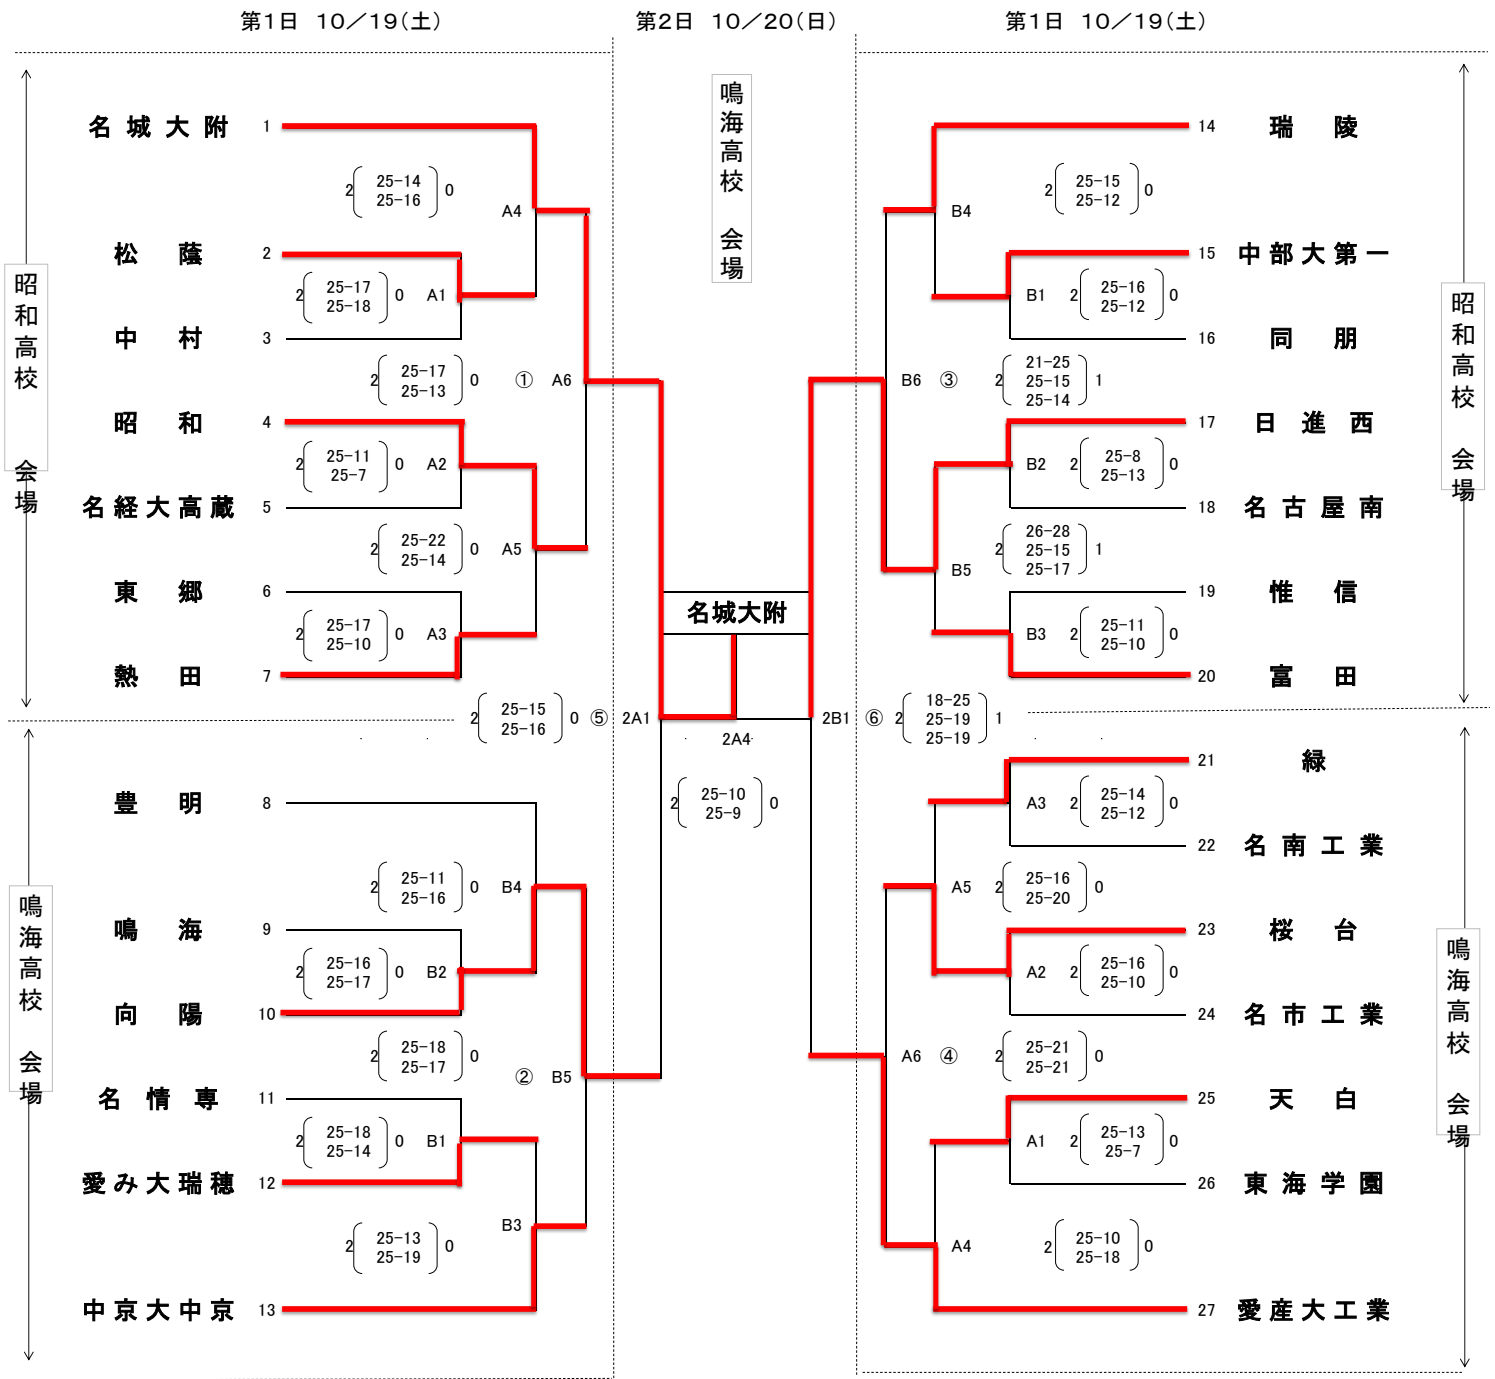 第1日 10／19(土)
第2日 10／20(日)
第1日 10／19(土)
昭和高校 会場
鳴海高校 会場
昭和高校 会場
鳴海高校 会場
鳴海高校 会場
名城大附 1
2 25-14 0
25-16
A4
松蔭 2
2 25-17 0 A1
25-18
中村 3
2 25-17 0 ① A6
25-13
昭和 4
2 25-11 0 A2
25-7
名経大高蔵 5
2 25-22 0 A5
25-14
東郷 6
2 25-17 0 A3
25-10
熱田 7
2 25-15 0 ⑤ 2A1
25-16
豊明 8
2 25-11 0 B4
25-16
鳴海 9
2 25-16 0 B2
25-17
向陽 10
2 25-18 0
25-17
② B5
名情専 11
2 25-18 0 B1
25-14
愛み大瑞穂 12
B3
2 25-13 0
25-19
中京大中京 13
名城大附
2A4
2 25-10 0
25-9
14 瑞陵
2 25-15 0
25-12
B4
15 中部大第一
B1 2 25-16 0
25-12
16 同朋
B6 ③ 2 21-25 1
25-15
25-14
17 日進西
B2 2 25-8 0
25-13
18 名古屋南
B5 2 26-28 1
25-15
25-17
19 惟信
B3 2 25-11 0
25-10
20 富田
2B1 ⑥ 2 18-25 1
25-19
25-19
21 緑
A3 2 25-14 0
25-12
22 名南工業
A5 2 25-16 0
25-20
23 桜台
A2 2 25-16 0
25-10
24 名市工業
A6 ④ 2 25-21 0
25-21
25 天白
A1 2 25-13 0
25-7
26 東海学園
A4 2 25-10 0
25-18
27 愛産大工業